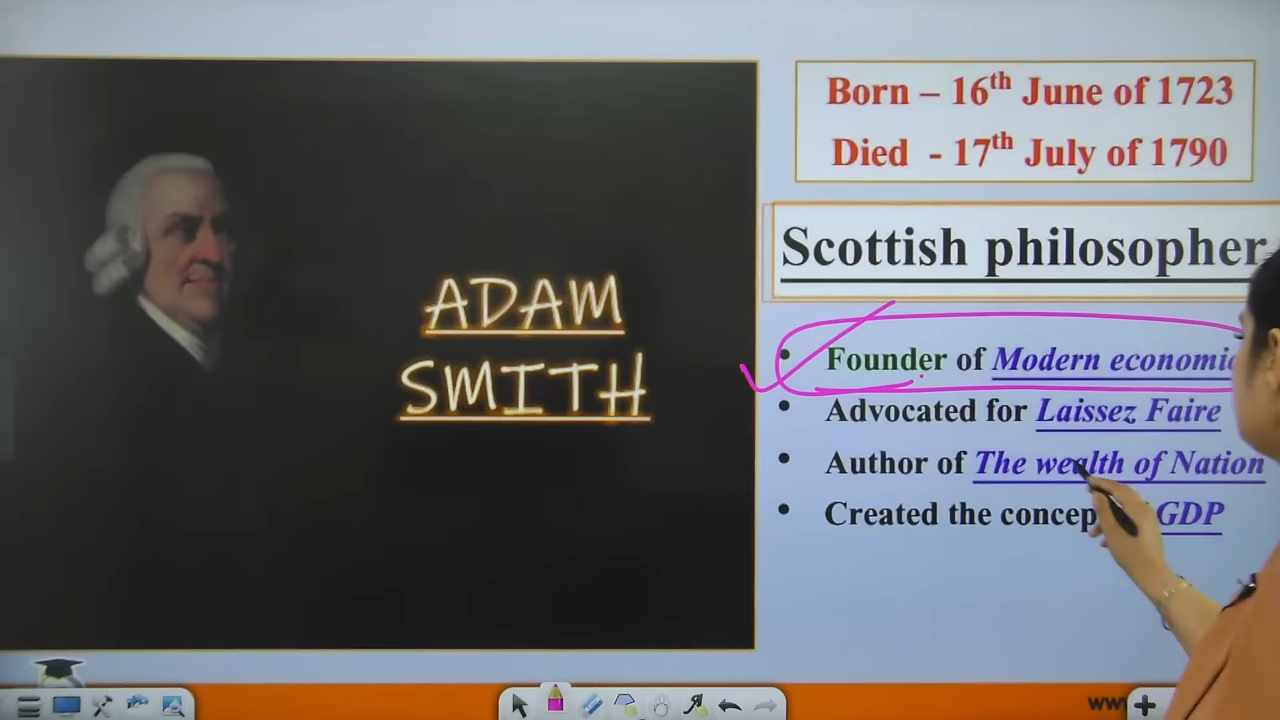 ADAM
SMITH
Born – 16th June of 1723
Died - 17th July of 1790
Scottish philosopher
• Founder of Modern economic
• Advocated for Laissez Faire
• Author of The wealth of Nation
• Created the concep GDP
www